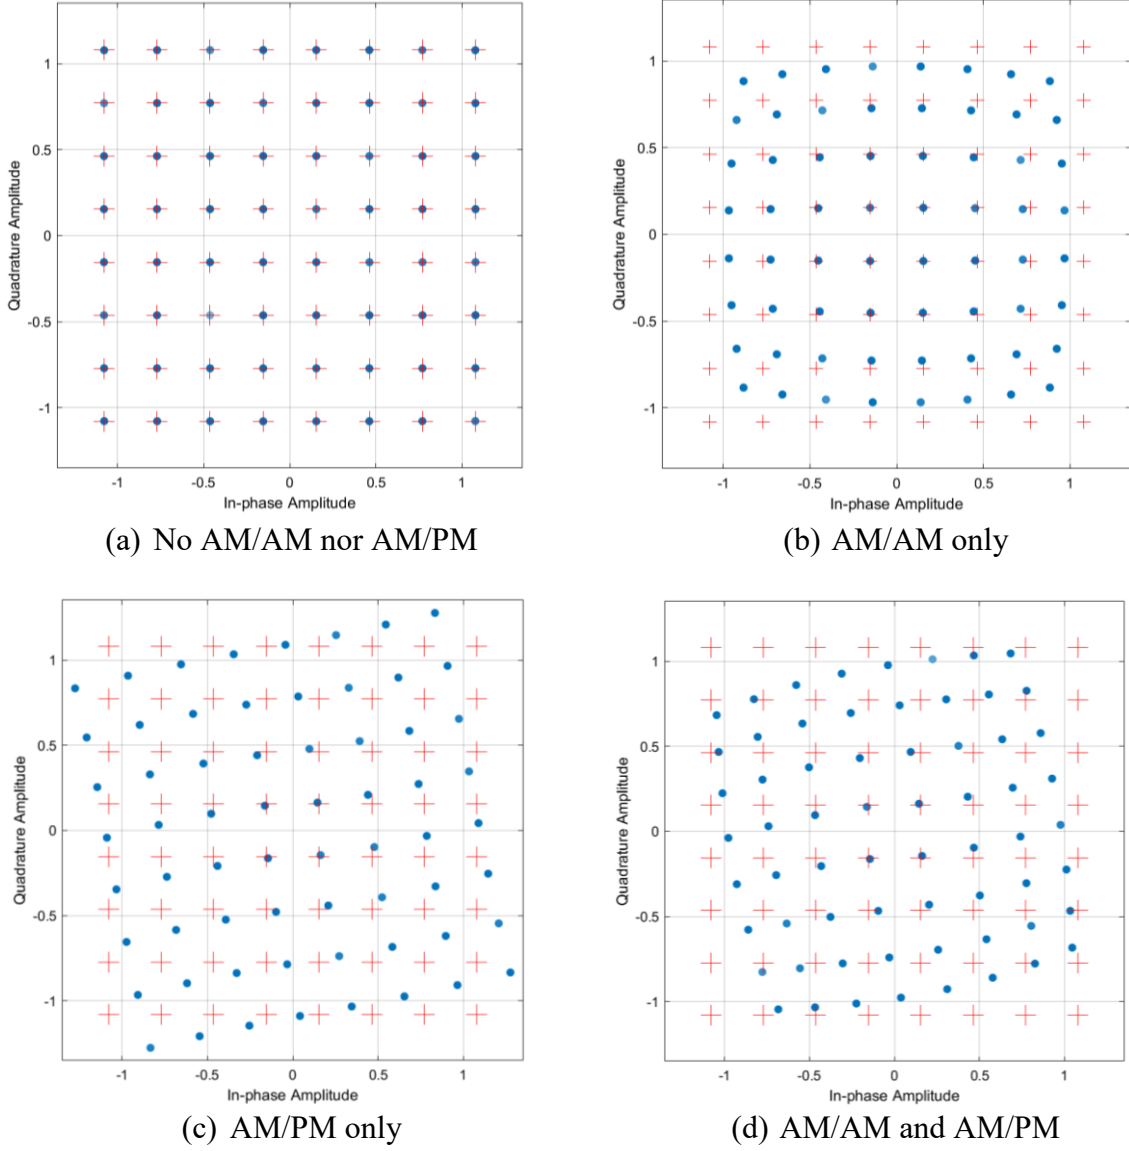 1
0.5
0
-0.5
-1
Quadrature Amplitude
-1 -0.5 0 0.5 1
In-phase Amplitude
(a) No AM/AM nor AM/PM
1
0.5
0
-0.5
-1
Quadrature Amplitude
-1 -0.5 0 0.5 1
In-phase Amplitude
(b) AM/AM only
1
0.5
0
-0.5
-1
Quadrature Amplitude
-1 -0.5 0 0.5 1
In-phase Amplitude
(c) AM/PM only
1
0.5
0
-0.5
-1
Quadrature Amplitude
-1 -0.5 0 0.5 1
In-phase Amplitude
(d) AM/AM and AM/PM